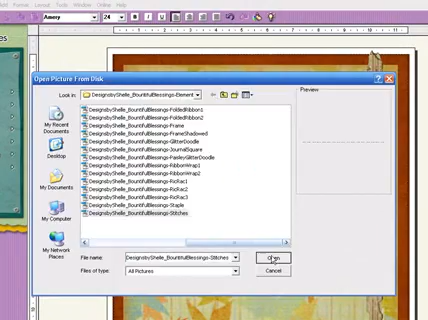 Format Layout Tools Window Online Help
Amery 24 B I U
es
Open Picture From Disk
Look in: DesignsbyShelle_BountifulBlessings-Element
Preview
My Recent Documents
Desktop
My Documents
My Computer
My Network Places
DesignsbyShelle_BountifulBlessings-FoldedRibbon1
DesignsbyShelle_BountifulBlessings-FoldedRibbon2
DesignsbyShelle_BountifulBlessings-Frame
DesignsbyShelle_BountifulBlessings-FrameShadowed
DesignsbyShelle_BountifulBlessings-GlitterDoodle
DesignsbyShelle_BountifulBlessings-JournalSquare
DesignsbyShelle_BountifulBlessings-PaisleyGlitterDoodle
DesignsbyShelle_BountifulBlessings-RibbonWrap1
DesignsbyShelle_BountifulBlessings-RibbonWrap2
DesignsbyShelle_BountifulBlessings-RicRac1
DesignsbyShelle_BountifulBlessings-RicRac2
DesignsbyShelle_BountifulBlessings-RicRac3
DesignsbyShelle_BountifulBlessings-Staple
DesignsbyShelle_BountifulBlessings-Stitches
File name: DesignsbyShelle_BountifulBlessings-Stitches Open
Files of type: All Pictures Cancel